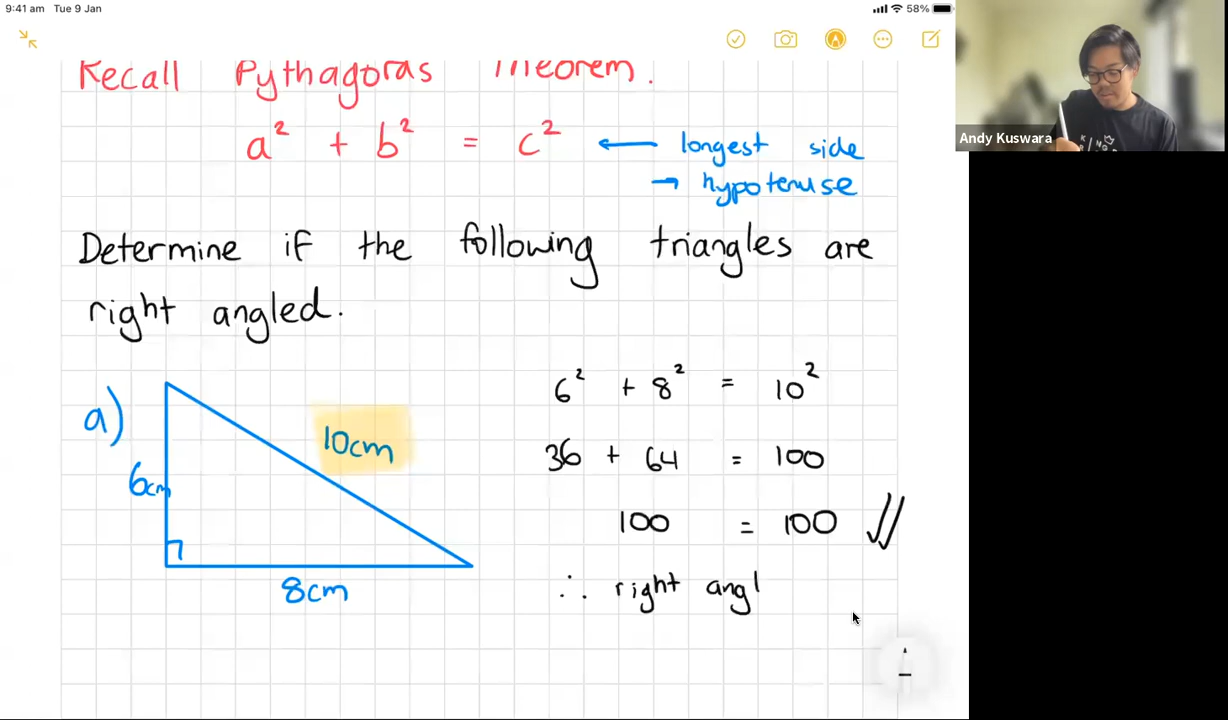 9:41 am Tue 9 Jan
58%
Recall Pythagoras Theorem.
a² + b² = c² ← longest side
→ hypotenuse
Determine if the following triangles are
right angled.
a)
10cm
6cm
8cm
6² + 8² = 10²
36 + 64 = 100
100 = 100
∴ right angl
Andy Kuswara